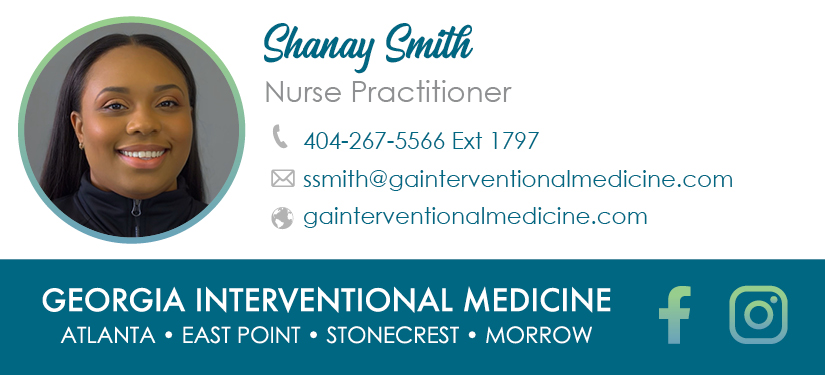 Shanay Smith
Nurse Practitioner
404-267-5566 Ext 1797
ssmith@gainterventionalmedicine.com
gainterventionalmedicine.com
GEORGIA INTERVENTIONAL MEDICINE
ATLANTA • EAST POINT • STONECREST • MORROW